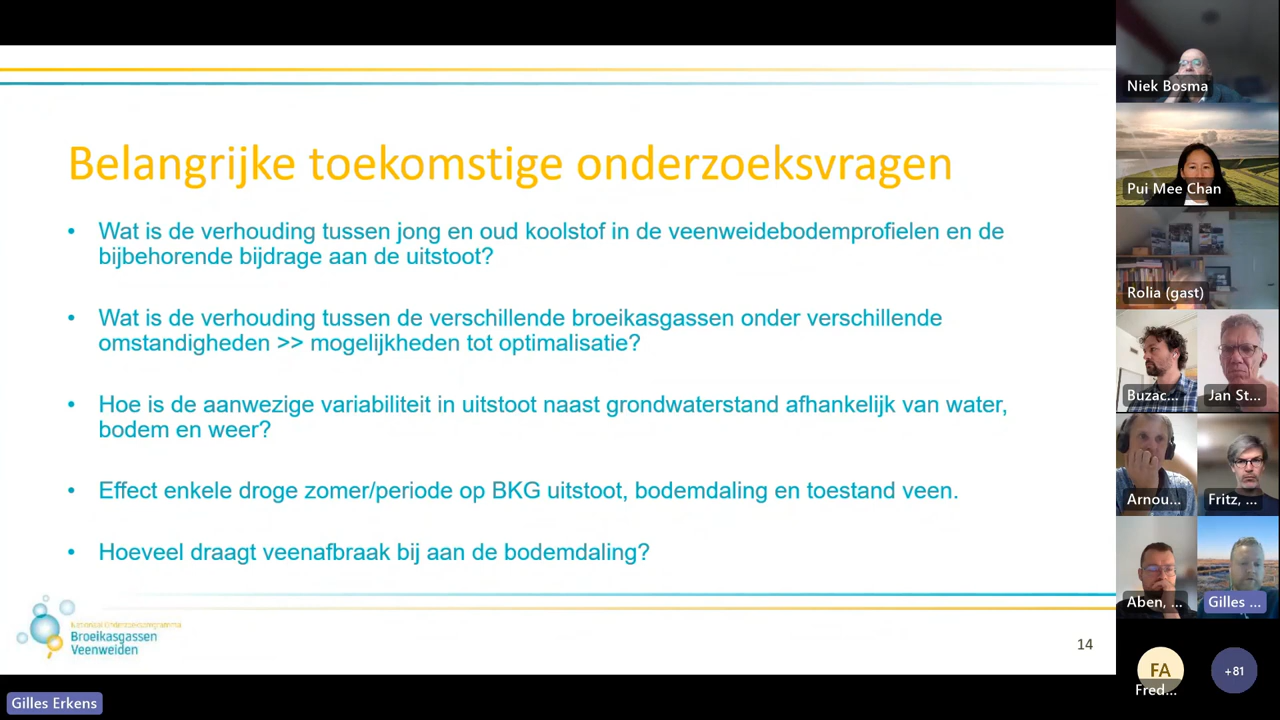 Belangrijke toekomstige onderzoeksvragen
• Wat is de verhouding tussen jong en oud koolstof in de veenweidebodemprofielen en de
bijbehorende bijdrage aan de uitstoot?
• Wat is de verhouding tussen de verschillende broeikasgassen onder verschillende
omstandigheden >> mogelijkheden tot optimalisatie?
• Hoe is de aanwezige variabiliteit in uitstoot naast grondwaterstand afhankelijk van water,
bodem en weer?
• Effect enkele droge zomer/periode op BKG uitstoot, bodemdaling en toestand veen.
• Hoeveel draagt veenafbraak bij aan de bodemdaling?
Nationaal Onderzoeksprogramma
Broeikasgassen
Veenweiden
14
Gilles Erkens
Niek Bosma
Pui Mee Chan
Rolia (gast)
Buzac...
Jan St...
Arnou...
Fritz, ...
Aben, ...
Gilles ...
FA
Fred...
+81